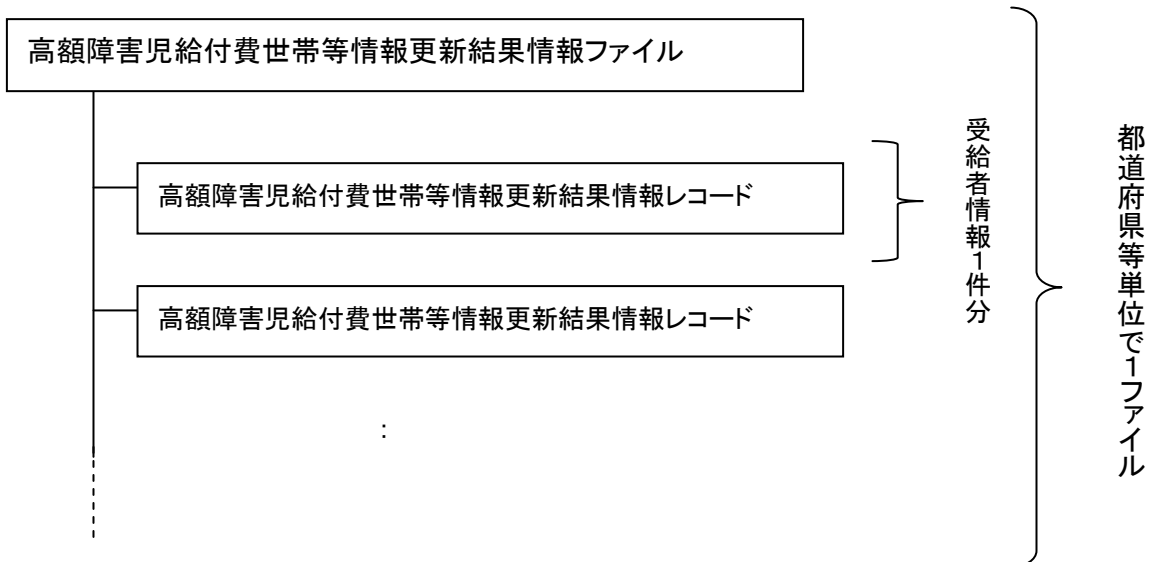 高額障害児給付費世帯等情報更新結果情報ファイル
高額障害児給付費世帯等情報更新結果情報レコード
受給者情報１件分
高額障害児給付費世帯等情報更新結果情報レコード
:
都道府県等単位で１ファイル